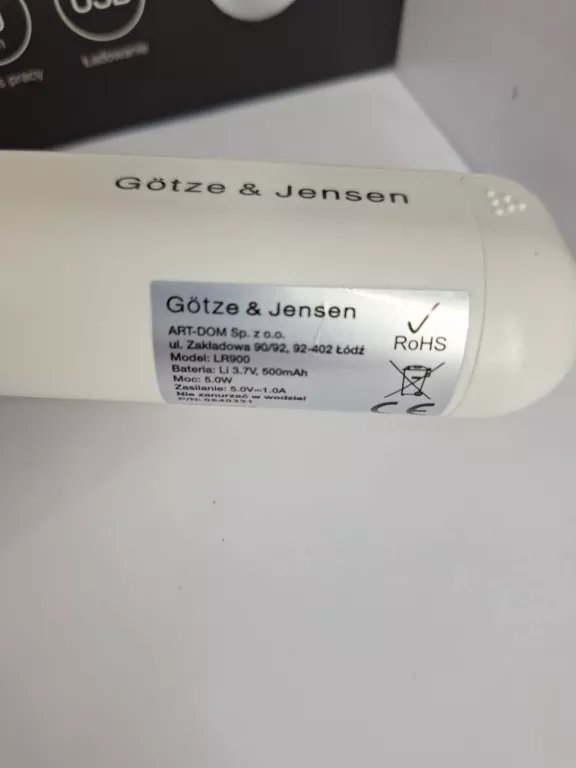 USB
s pracy
Ładowanie
Götze & Jensen
Götze & Jensen
ART-DOM Sp. z o.o.
ul. Zakładowa 90/92, 92-402 Łódź
Model: LR900
Bateria: Li 3.7V, 500mAh
Moc: 5.0W
Zasilanie: 5.0V⎓1.0A
Nie zanurzać w wodzie!
RoHS
CE